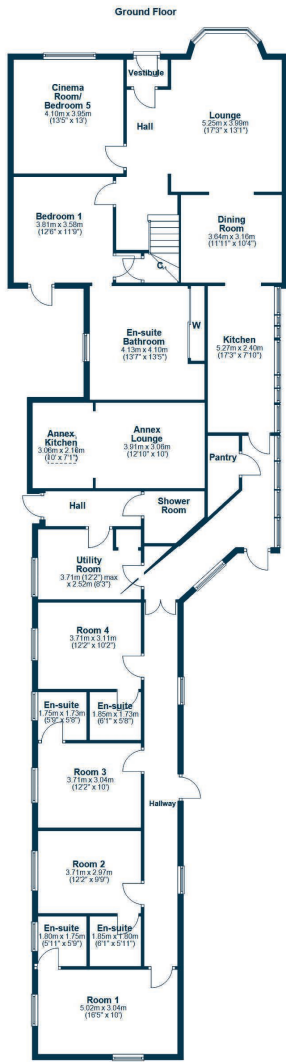 Ground Floor
Vestibule
Cinema
Room/
Bedroom 5
4.10m x 3.95m
(13'5" x 13')
Hall
Lounge
5.25m x 3.99m
(17'3" x 13'1")
Bedroom 1
3.81m x 3.58m
(12'6" x 11'9")
Dining
Room
3.64m x 3.16m
(11'11" x 10'4")
C.
En-suite
Bathroom
4.13m x 4.10m
(13'7" x 13'5")
W
Kitchen
5.27m x 2.40m
(17'3" x 7'10")
Annex
Kitchen
3.06m x 2.16m
(10' x 7'1")
Annex
Lounge
3.91m x 3.06m
(12'10" x 10')
Pantry
Hall
Shower
Room
Utility
Room
3.71m (12'2") max
x 2.52m (8'3")
Room 4
3.71m x 3.11m
(12'2" x 10'2")
En-suite
1.75m x 1.73m
(5'9" x 5'8")
En-suite
1.85m x 1.73m
(6'1" x 5'8")
Room 3
3.71m x 3.04m
(12'2" x 10')
Hallway
Room 2
3.71m x 2.97m
(12'2" x 9'9")
En-suite
1.80m x 1.75m
(5'11" x 5'9")
En-suite
1.85m x 1.80m
(6'1" x 5'11")
Room 1
5.02m x 3.04m
(16'5" x 10')